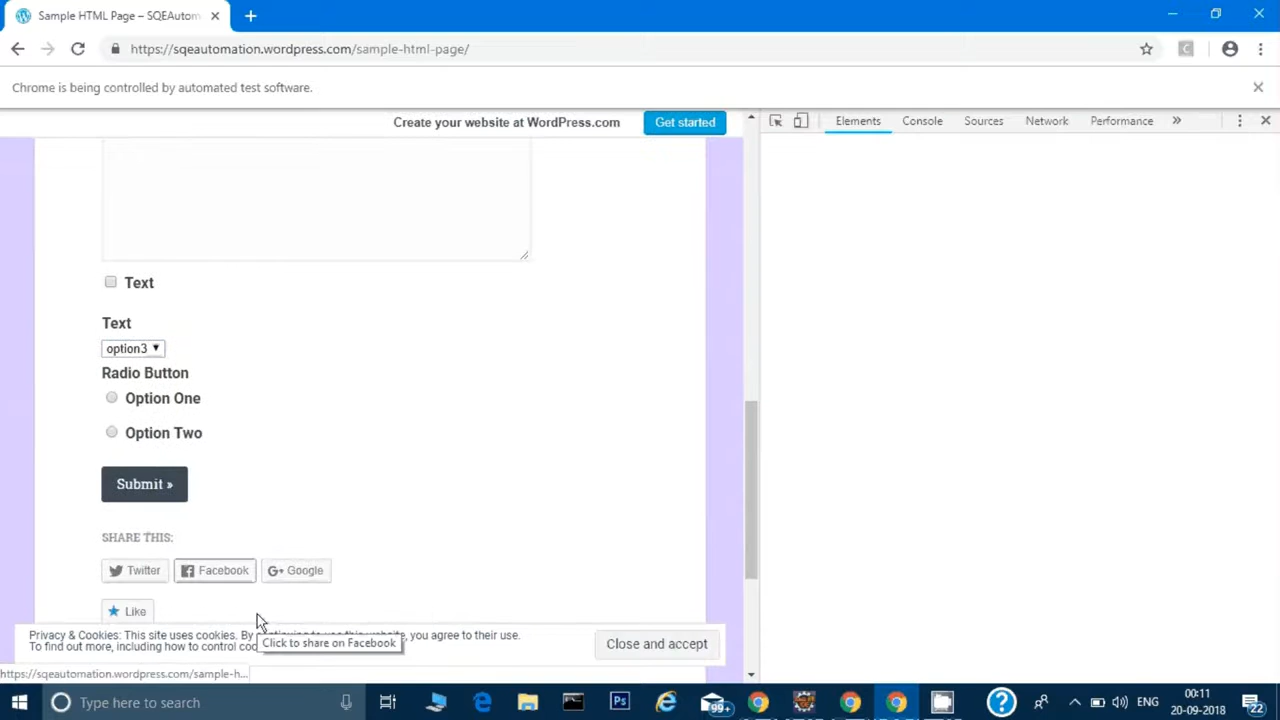 Sample HTML Page – SQEAutom
https://sqeautomation.wordpress.com/sample-html-page/
Chrome is being controlled by automated test software.
Create your website at WordPress.com
Get started
Elements
Console
Sources
Network
Performance
»
Text
Text
option3
Radio Button
Option One
Option Two
Submit »
SHARE THIS:
Twitter
Facebook
Google
Like
Privacy & Cookies: This site uses cookies. By
, you agree to their use.
To find out more, including how to control
Click to share on Facebook
Close and accept
https://sqeautomation.wordpress.com/sample-h...
Type here to search
Ps
99+
ENG
00:11
20-09-2018
22